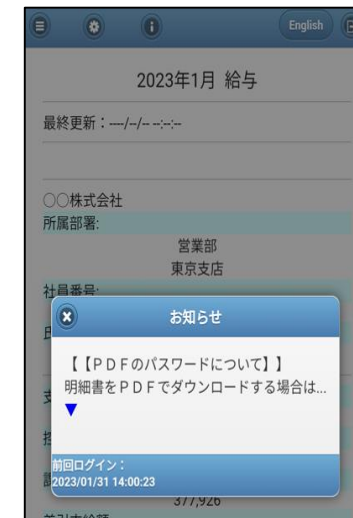 English
2023年1月 給与
最終更新：----/--/-- --:--:--
○○株式会社
所属部署:
営業部
東京支店
社員番号:
お知らせ
【【ＰＤＦのパスワードについて】】
明細書をＰＤＦでダウンロードする場合は...
▼
前回ログイン：
2023/01/31 14:00:23
377,926